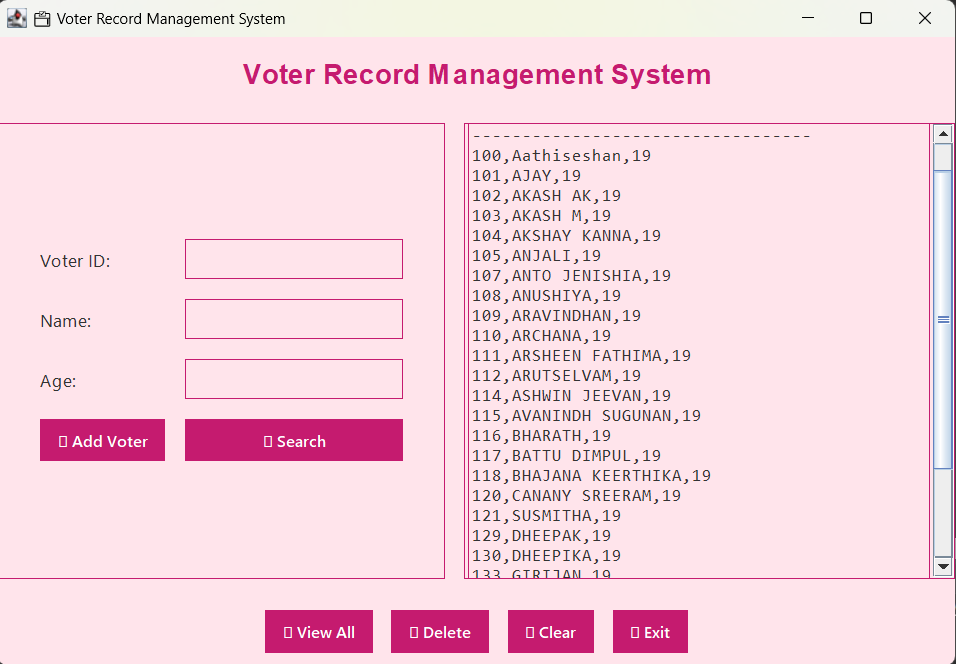 Voter Record Management System
Voter Record Management System
Voter ID:
Name:
Age:
Add Voter
Search
----------------------------------
100,Aathiseshan,19
101,AJAY,19
102,AKASH AK,19
103,AKASH M,19
104,AKSHAY KANNA,19
105,ANJALI,19
107,ANTO JENISHIA,19
108,ANUSHIYA,19
109,ARAVINDHAN,19
110,ARCHANA,19
111,ARSHEEN FATHIMA,19
112,ARUTSELVAM,19
114,ASHWIN JEEVAN,19
115,AVANINDH SUGUNAN,19
116,BHARATH,19
117,BATTU DIMPUL,19
118,BHAJANA KEERTHIKA,19
120,CANANY SREERAM,19
121,SUSMITHA,19
129,DHEEPAK,19
130,DHEEPIKA,19
133,GIRIJAN,19
View All
Delete
Clear
Exit